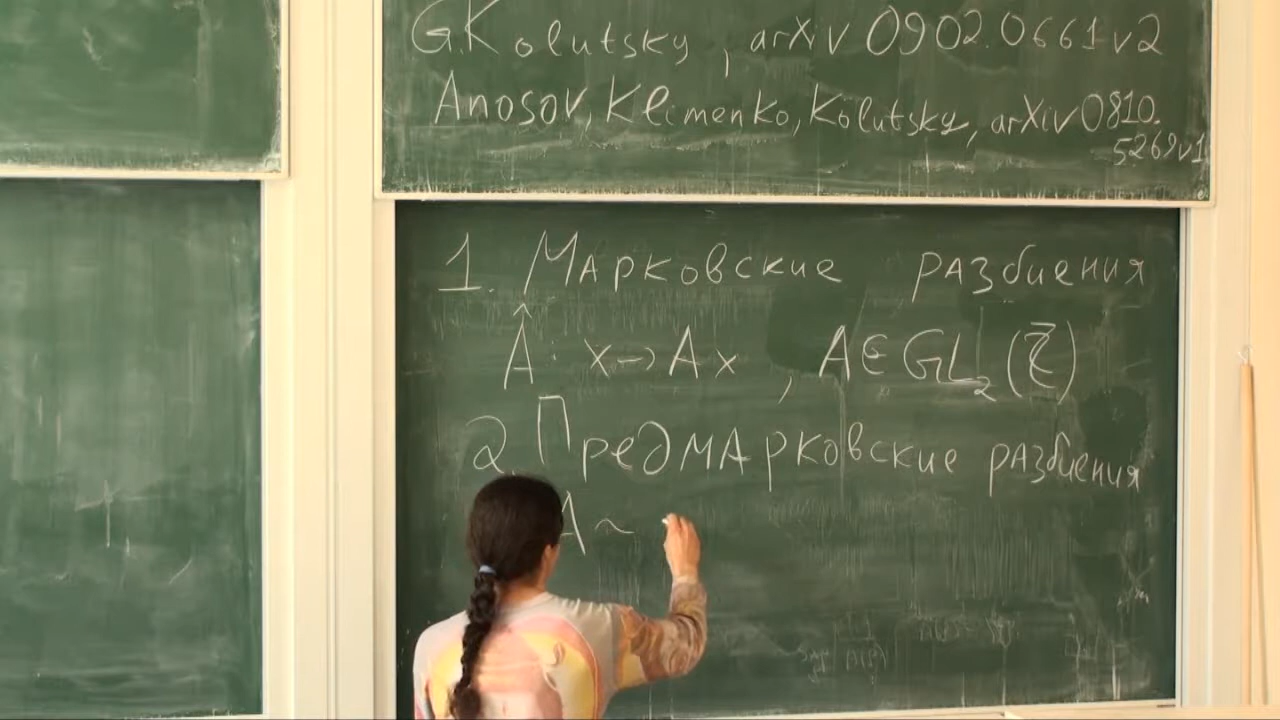 G.Kolutsky, arXiv 0902.0661v2
Anosov, Klimenko, Kolutsky, arXiv 0810.
5269v1
1. Марковские разбиения
Â: x→Ax, A∈GL₂(ℤ)
2. Предмарковские разбиения
A ~